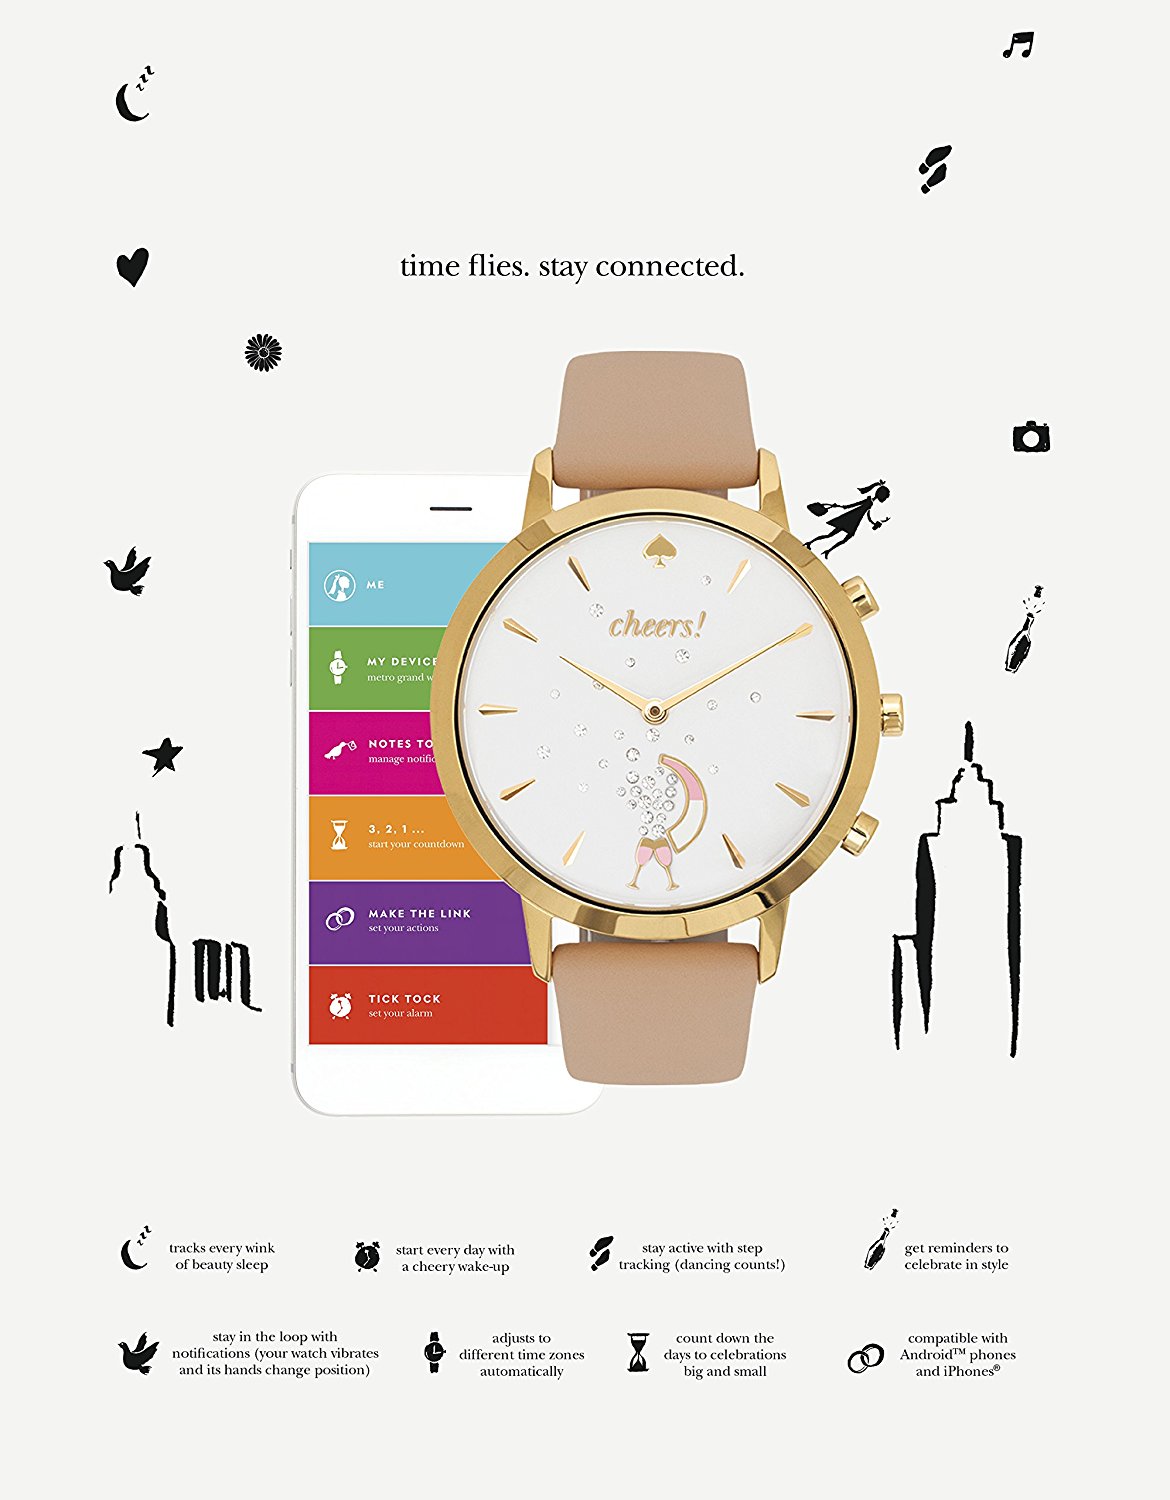 time flies. stay connected.
ME
MY DEVICE
metro grand
NOTES TO
manage
3, 2, 1 ...
start your countdown
MAKE THE LINK
set your actions
TICK TOCK
set your alarm
cheers!
tracks every wink
of beauty sleep
start every day with
a cheery wake-up
stay active with step
tracking (dancing counts!)
get reminders to
celebrate in style
stay in the loop with
notifications (your watch vibrates
and its hands change position)
adjusts to
different time zones
automatically
count down the
days to celebrations
big and small
compatible with
Android™ phones
and iPhones®